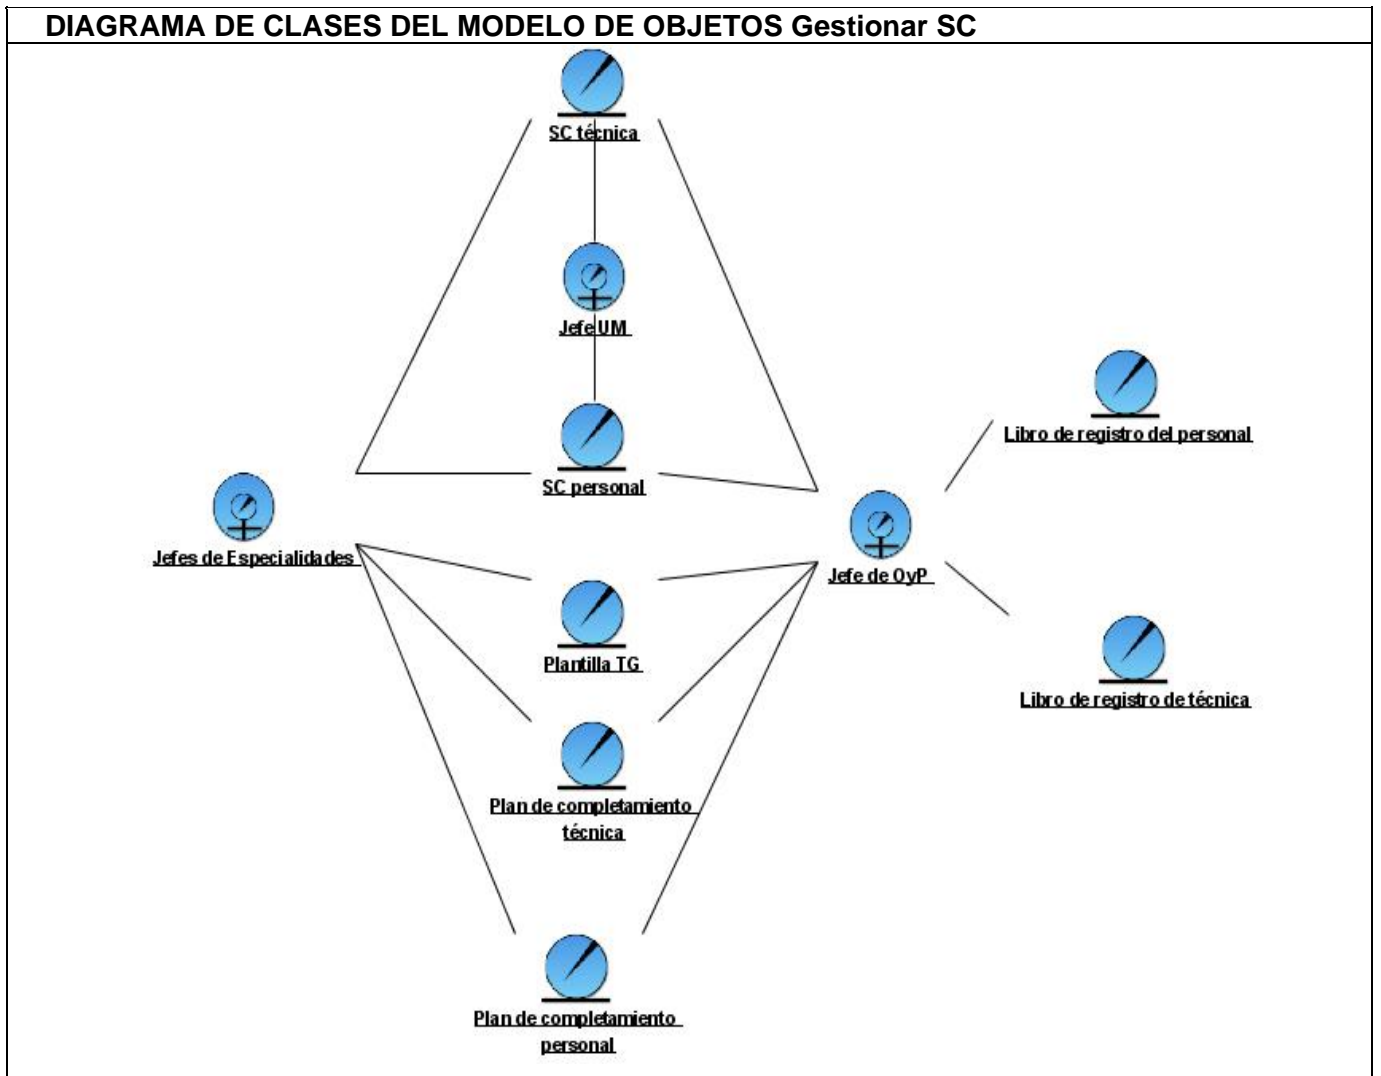 DIAGRAMA DE CLASES DEL MODELO DE OBJETOS Gestionar SC
SC técnica
Jefe UM
Libro de registro del personal
SC personal
Jefes de Especialidades
Jefe de OyP
Plantilla TG
Libro de registro de técnica
Plan de completamiento
técnica
Plan de completamiento
personal